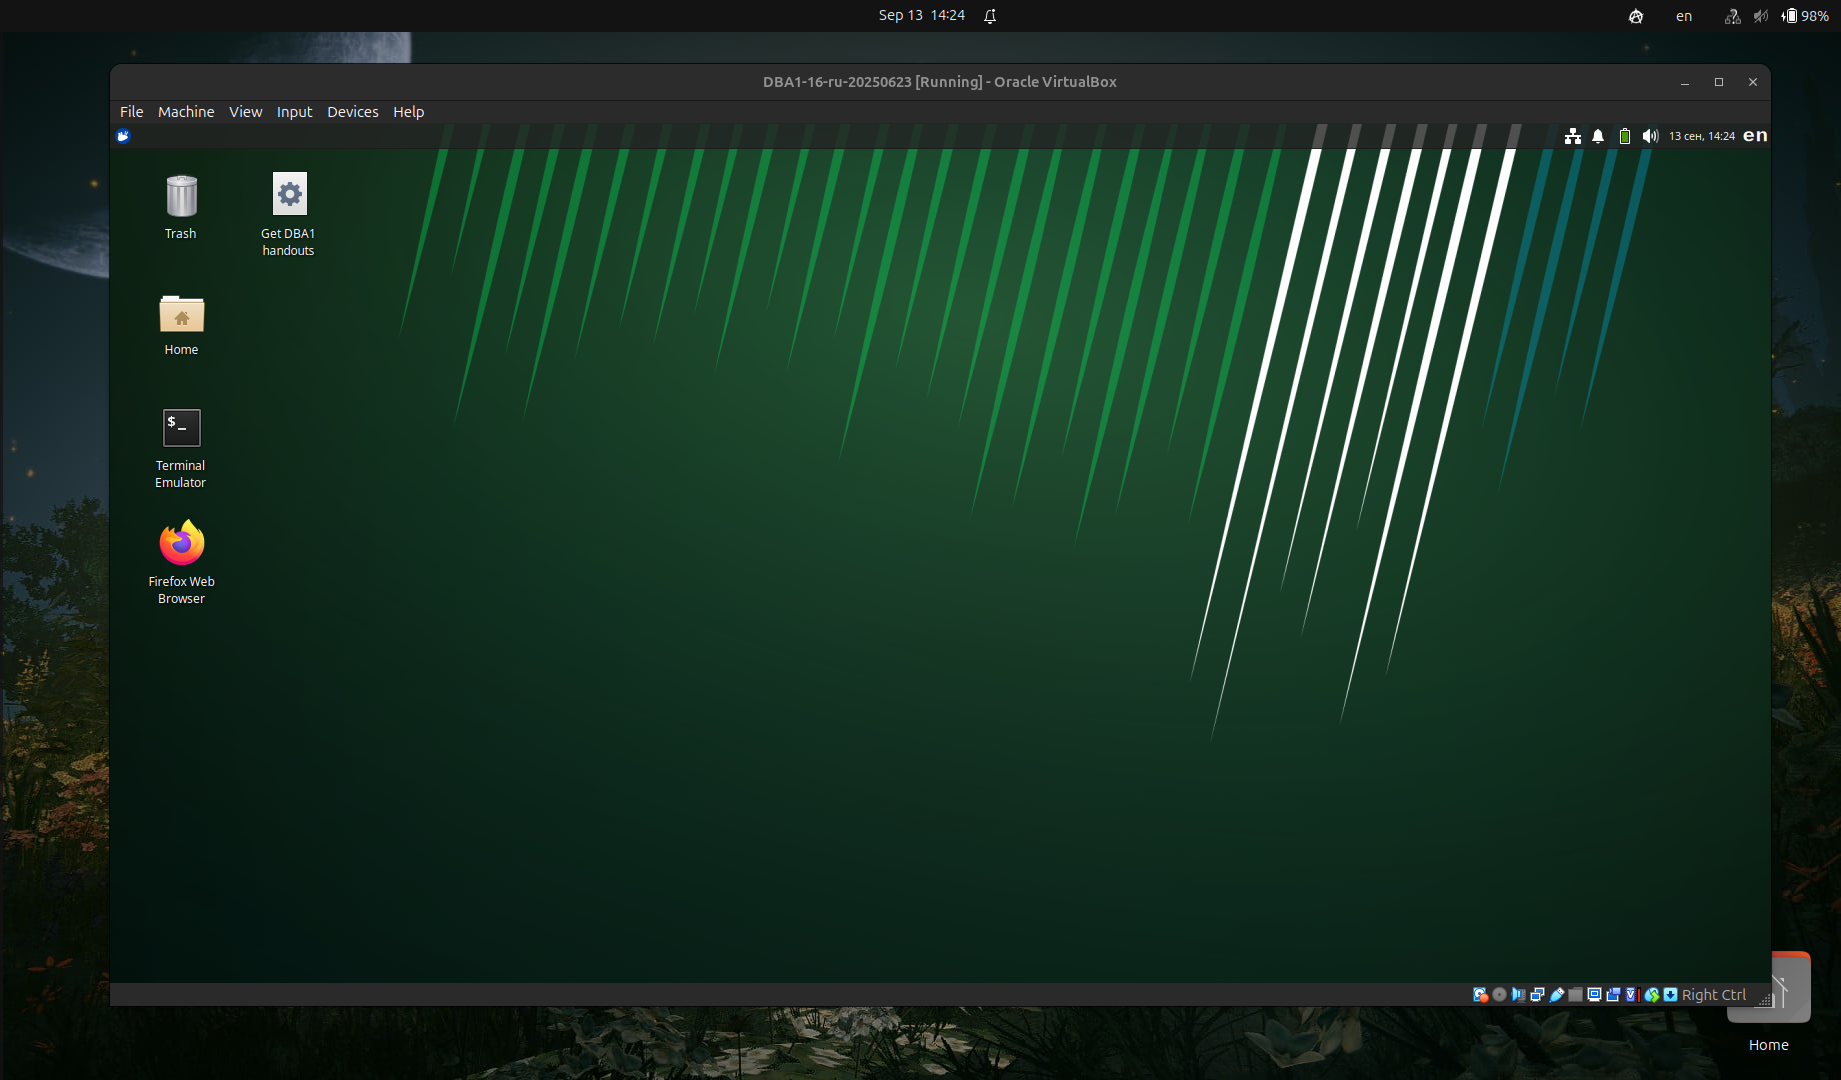 Sep 13 14:24
en
98%
DBA1-16-ru-20250623 [Running] - Oracle VirtualBox
File Machine View Input Devices Help
13 сен, 14:24 en
Trash
Get DBA1
handouts
Home
$_
Terminal
Emulator
Firefox Web
Browser
Right Ctrl
Home